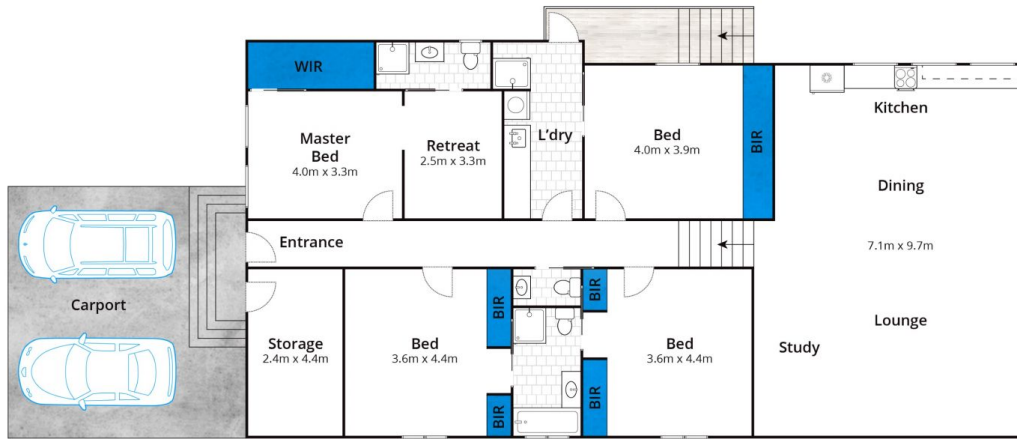 WIR
Master
Bed
4.0m x 3.3m
Retreat
2.5m x 3.3m
L'dry
Bed
4.0m x 3.9m
BIR
Kitchen
Dining
7.1m x 9.7m
Lounge
Study
Entrance
Carport
Storage
2.4m x 4.4m
Bed
3.6m x 4.4m
BIR
BIR
BIR
BIR
Bed
3.6m x 4.4m